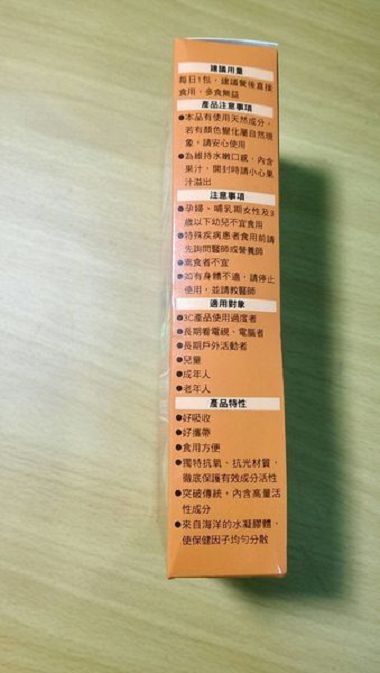 建議用量
每日1包，建議餐後直接
食用，多食無益
產品注意事項
●本品有使用天然成分，
若有顏色變化屬自然現
象，請安心使用
●為維持水嫩口感，內含
果汁，開封時請小心果
汁溢出
注意事項
●孕婦、哺乳期女性及3
歲以下幼兒不宜食用
●特殊疾病患者食用前請
先詢問醫師或營養師
●素食者不宜
●如有身體不適，請停止
使用，並請教醫師
適用對象
●3C產品使用過度者
●長期看電視、電腦者
●長期戶外活動者
●兒童
●成年人
●老年人
產品特性
●好吸收
●好攜帶
●食用方便
●獨特抗氧、抗光材質，
徹底保護有效成分活性
●突破傳統，內含高量活
性成分
●來自海洋的水凝膠體，
使保健因子均勻分散